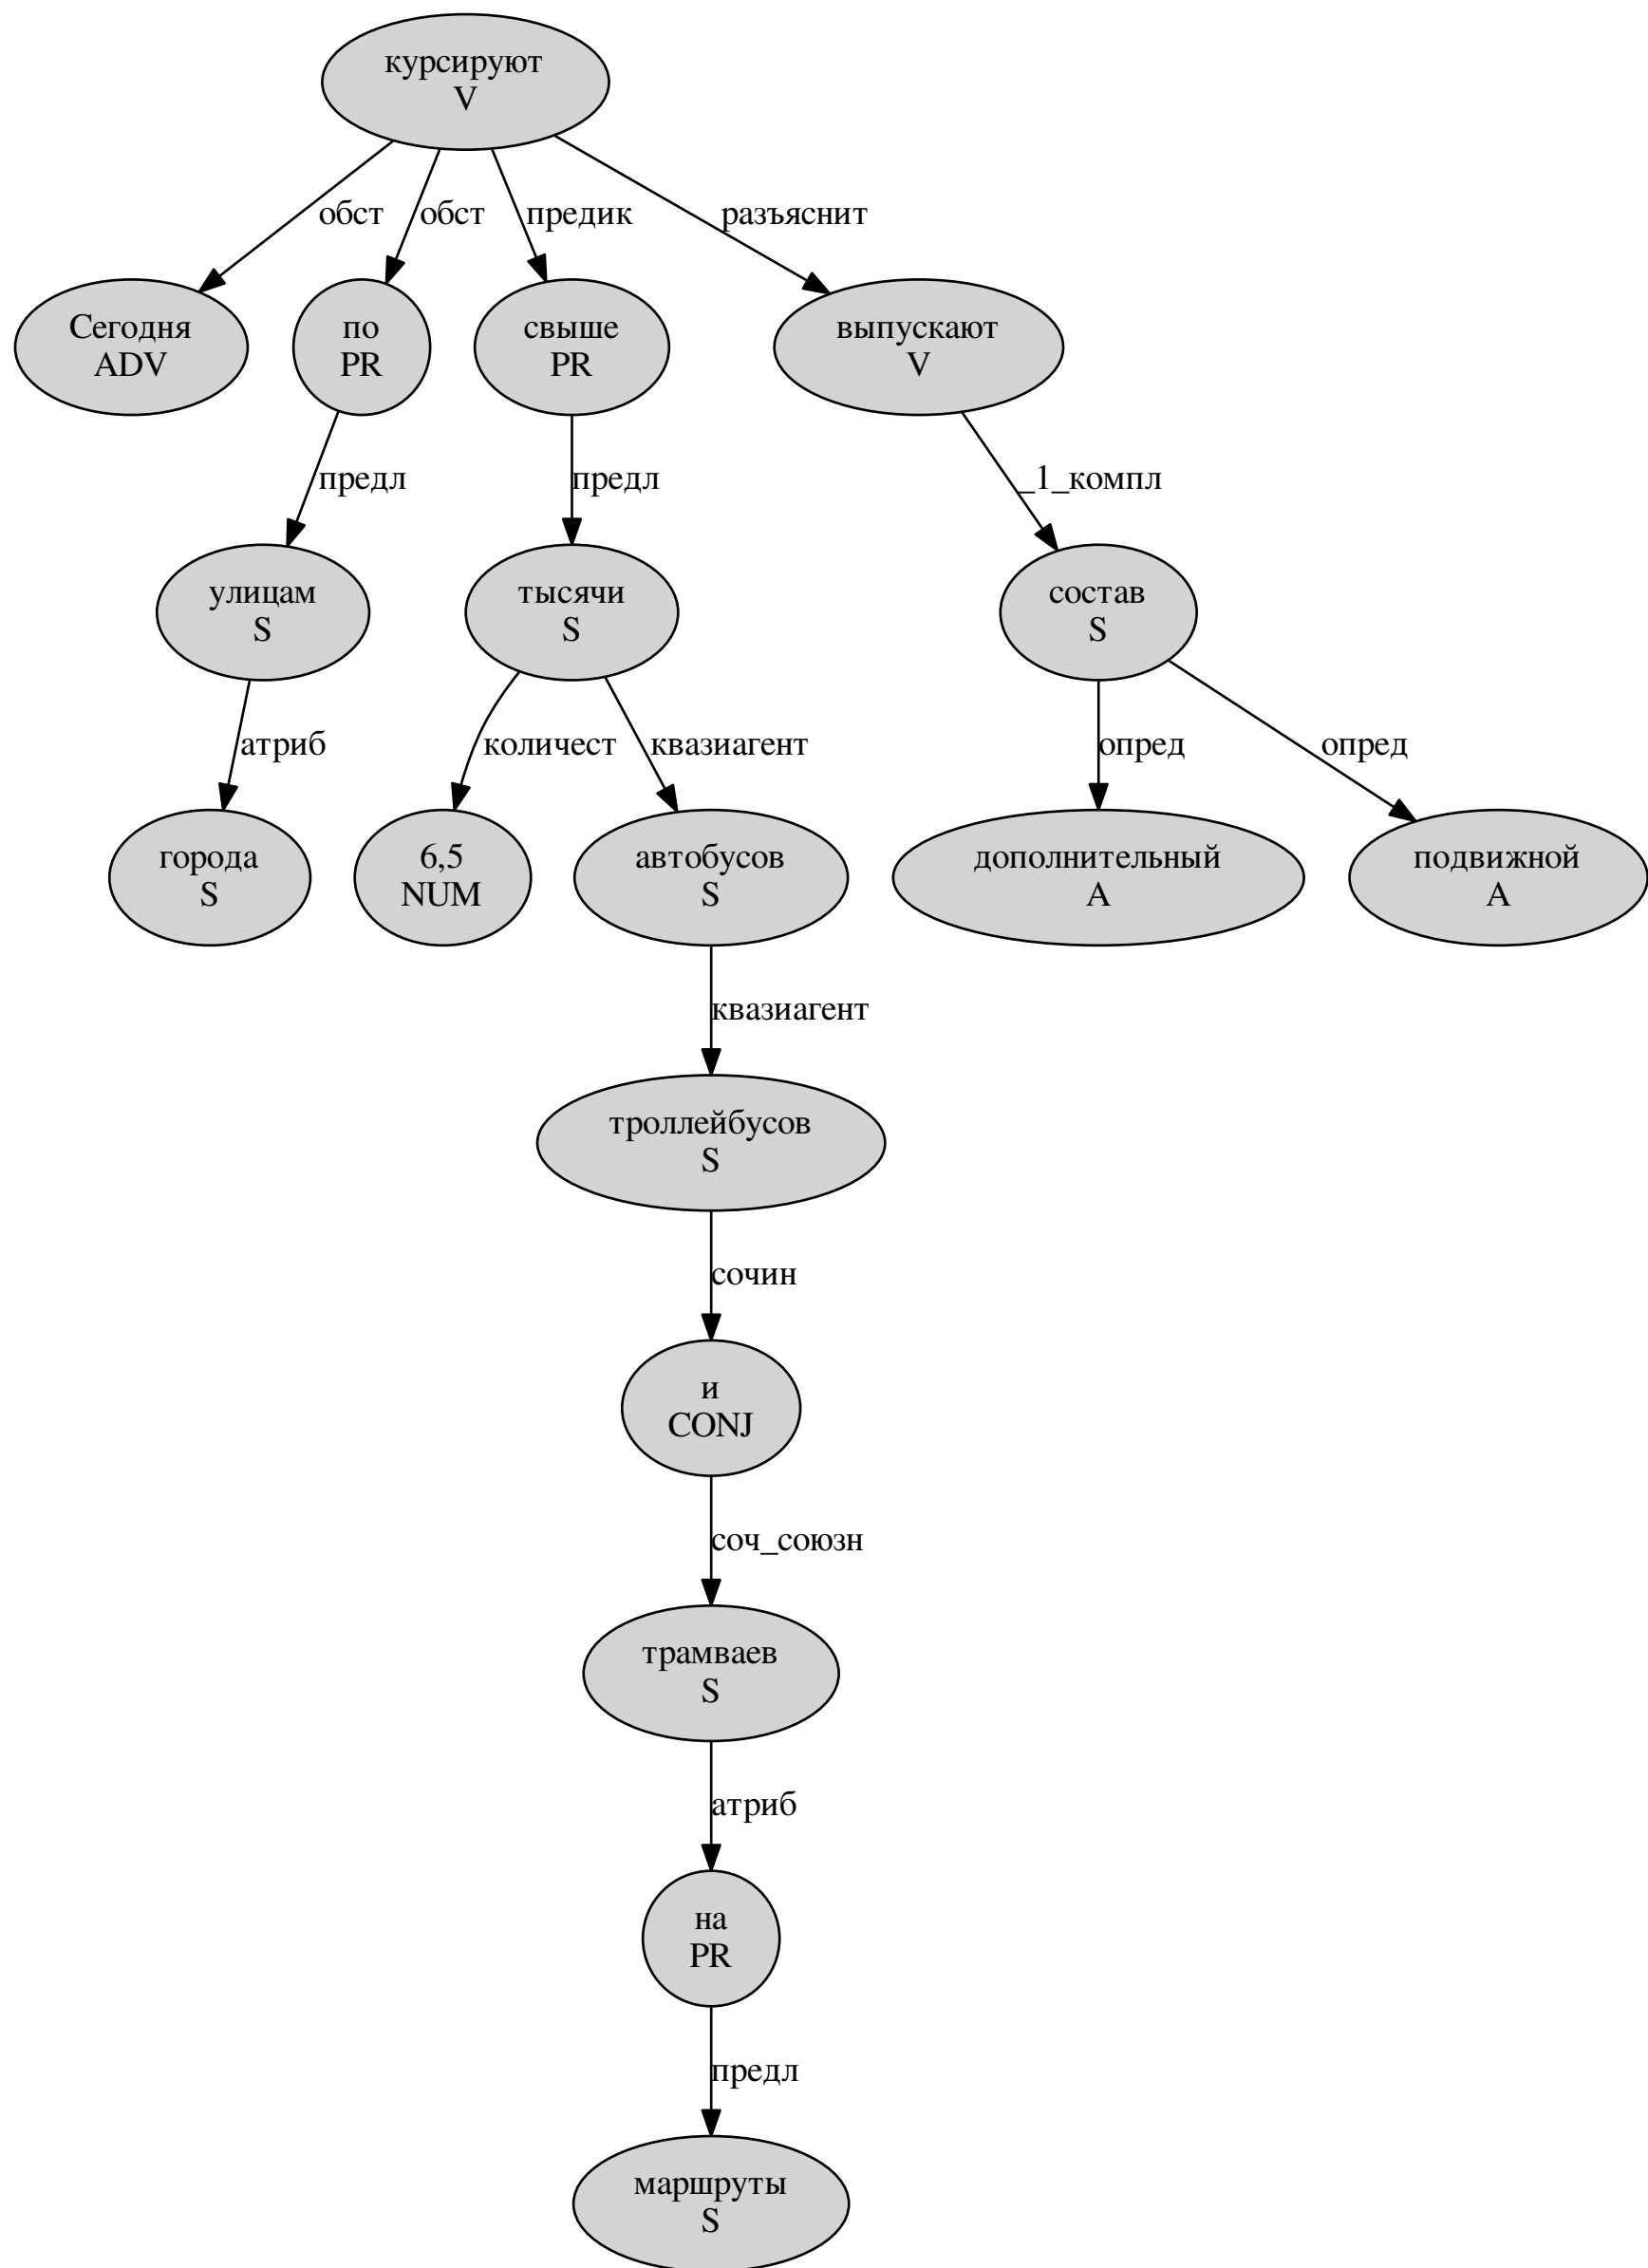 курсируют
V
обст
обст
предик
разъяснит
Сегодня
ADV
по
PR
свыше
PR
выпускают
V
предл
предл
_1_компл
улицам
S
тысячи
S
состав
S
атриб
количест
квазиагент
опред
опред
города
S
6,5
NUM
автобусов
S
дополнительный
A
подвижной
A
квазиагент
троллейбусов
S
сочин
и
CONJ
соч_союзн
трамваев
S
атриб
на
PR
предл
маршруты
S